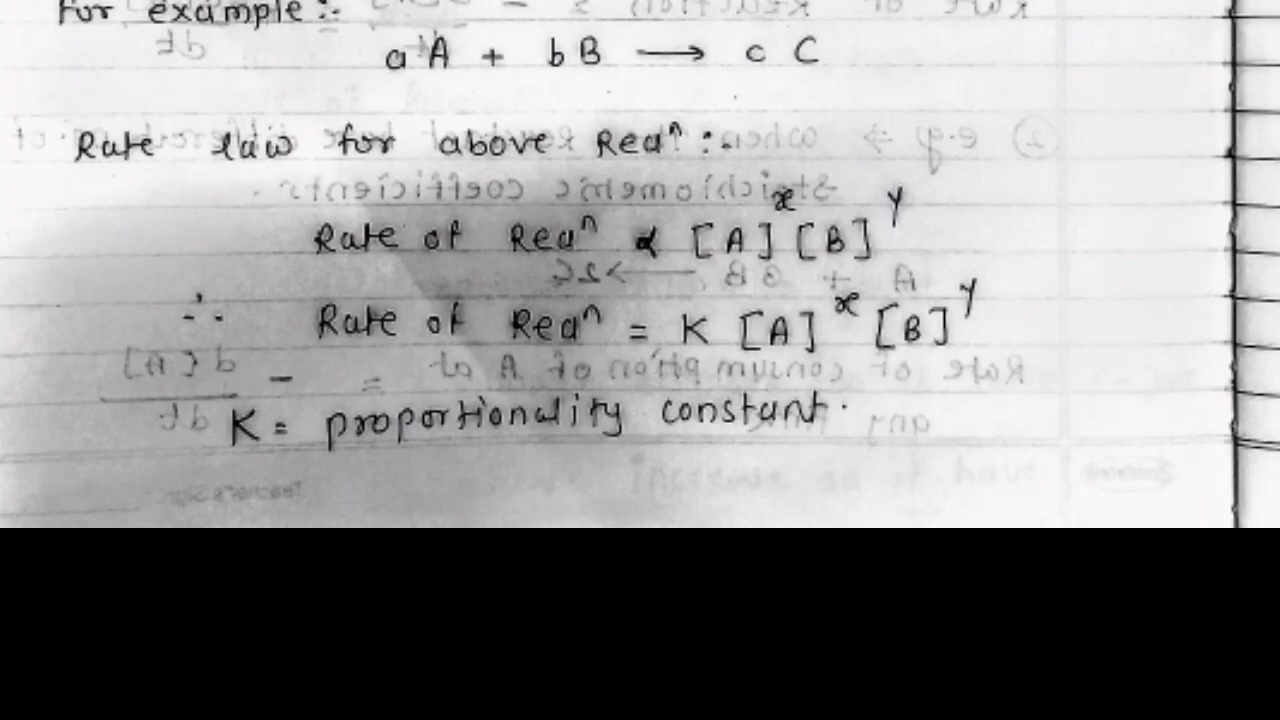 For example :-
aA + bB ⟶ cC
Rate law for above Reaⁿ :-
Rate of Reaⁿ ∝ [A]ˣ [B]ʸ
∴ Rate of Reaⁿ = K [A]ˣ [B]ʸ
K = proportionality constant.